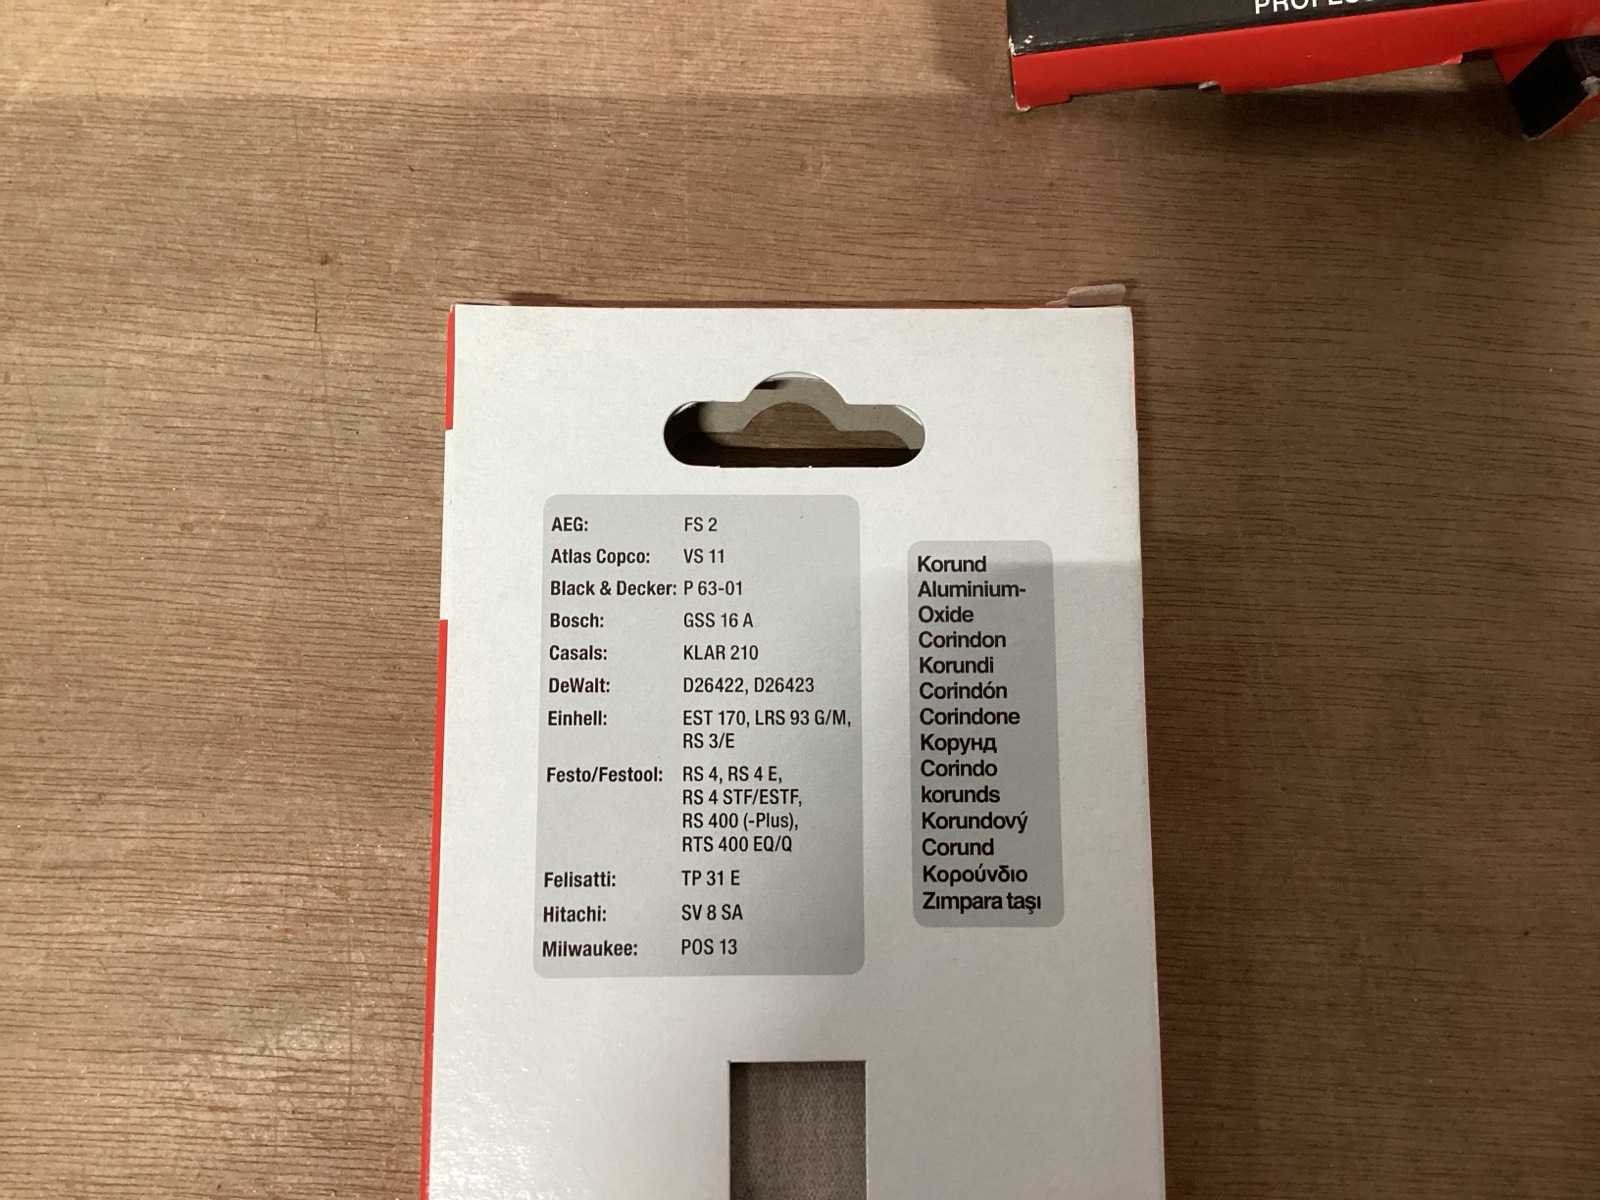 AEG: FS 2
Atlas Copco: VS 11
Black & Decker: P 63-01
Bosch: GSS 16 A
Casals: KLAR 210
DeWalt: D26422, D26423
Einhell: EST 170, LRS 93 G/M,
RS 3/E
Festo/Festool: RS 4, RS 4 E,
RS 4 STF/ESTF,
RS 400 (-Plus),
RTS 400 EQ/Q
Felisatti: TP 31 E
Hitachi: SV 8 SA
Milwaukee: POS 13
Korund
Aluminium-
Oxide
Corindon
Korundi
Corindón
Corindone
Корунд
Corindo
korunds
Korundový
Corund
Κορούνδιο
Zımpara taşı